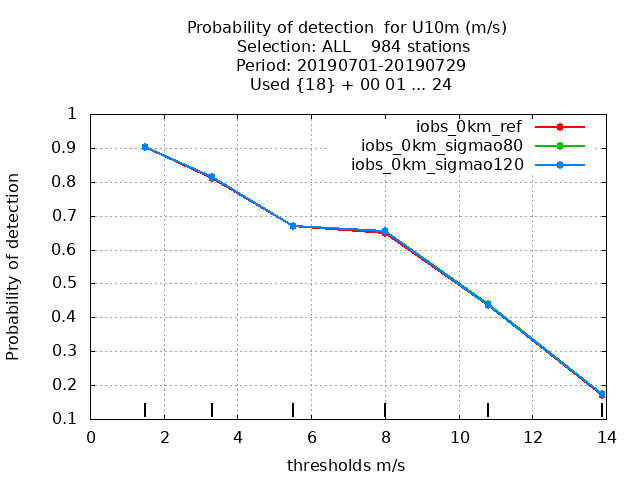 Probability of detection  for U10m (m/s)
Selection: ALL    984 stations
Period: 20190701-20190729
Used {18} + 00 01 ... 24
iobs_0km_ref
iobs_0km_sigmao80
iobs_0km_sigmao120
Probability of detection
1
0.9
0.8
0.7
0.6
0.5
0.4
0.3
0.2
0.1
0 2 4 6 8 10 12 14
thresholds m/s